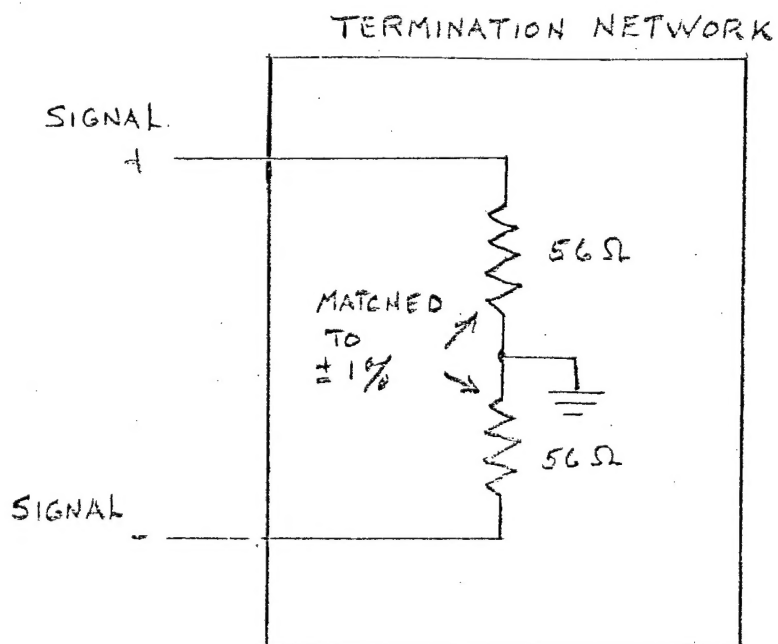 TERMINATION NETWORK
SIGNAL
+
56Ω
MATCHED
TO
± 1%
56Ω
SIGNAL
-